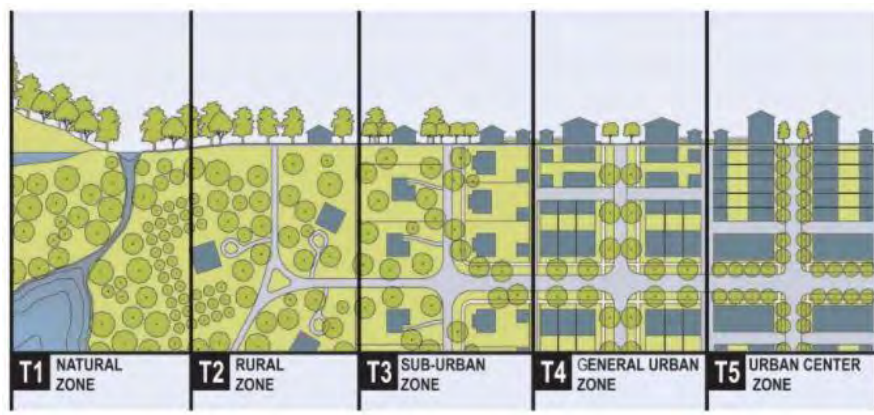 T1 NATURAL
ZONE
T2 RURAL
ZONE
T3 SUB-URBAN
ZONE
T4 GENERAL URBAN
ZONE
T5 URBAN CENTER
ZONE